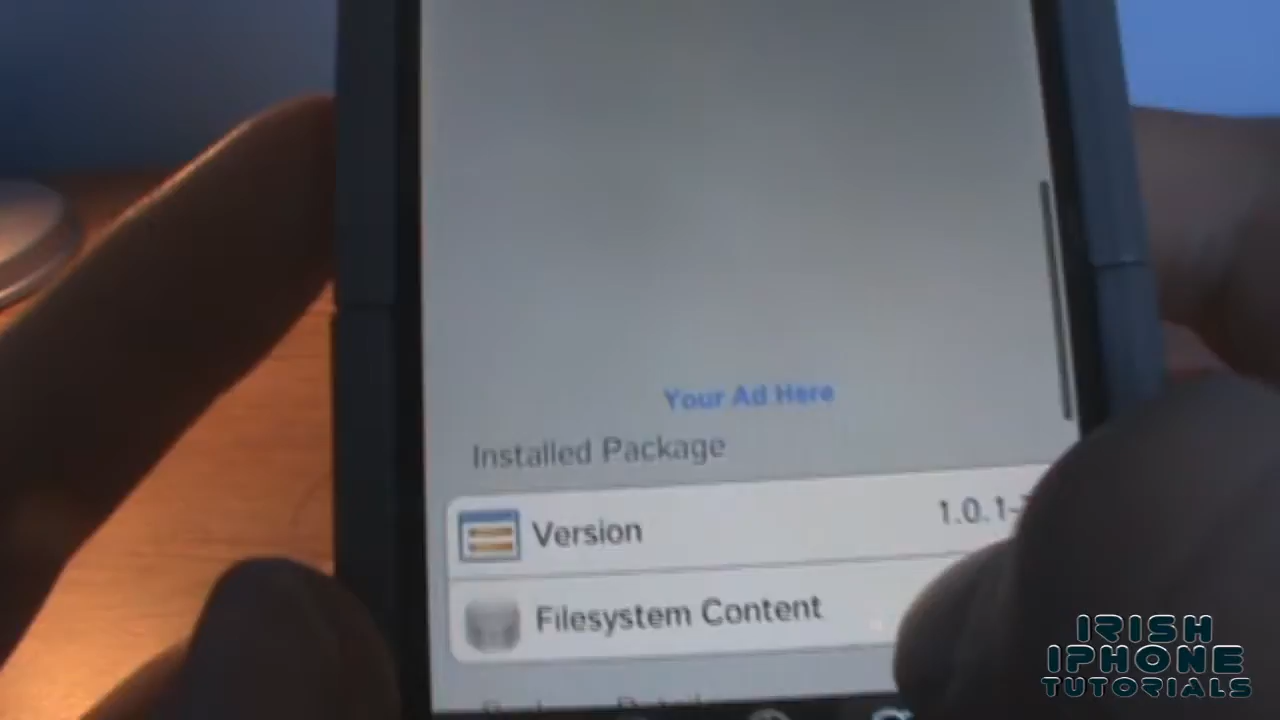 Your Ad Here
Installed Package
Version 1.0.1-
Filesystem Content
IRISH
IPHONE
TUTORIALS